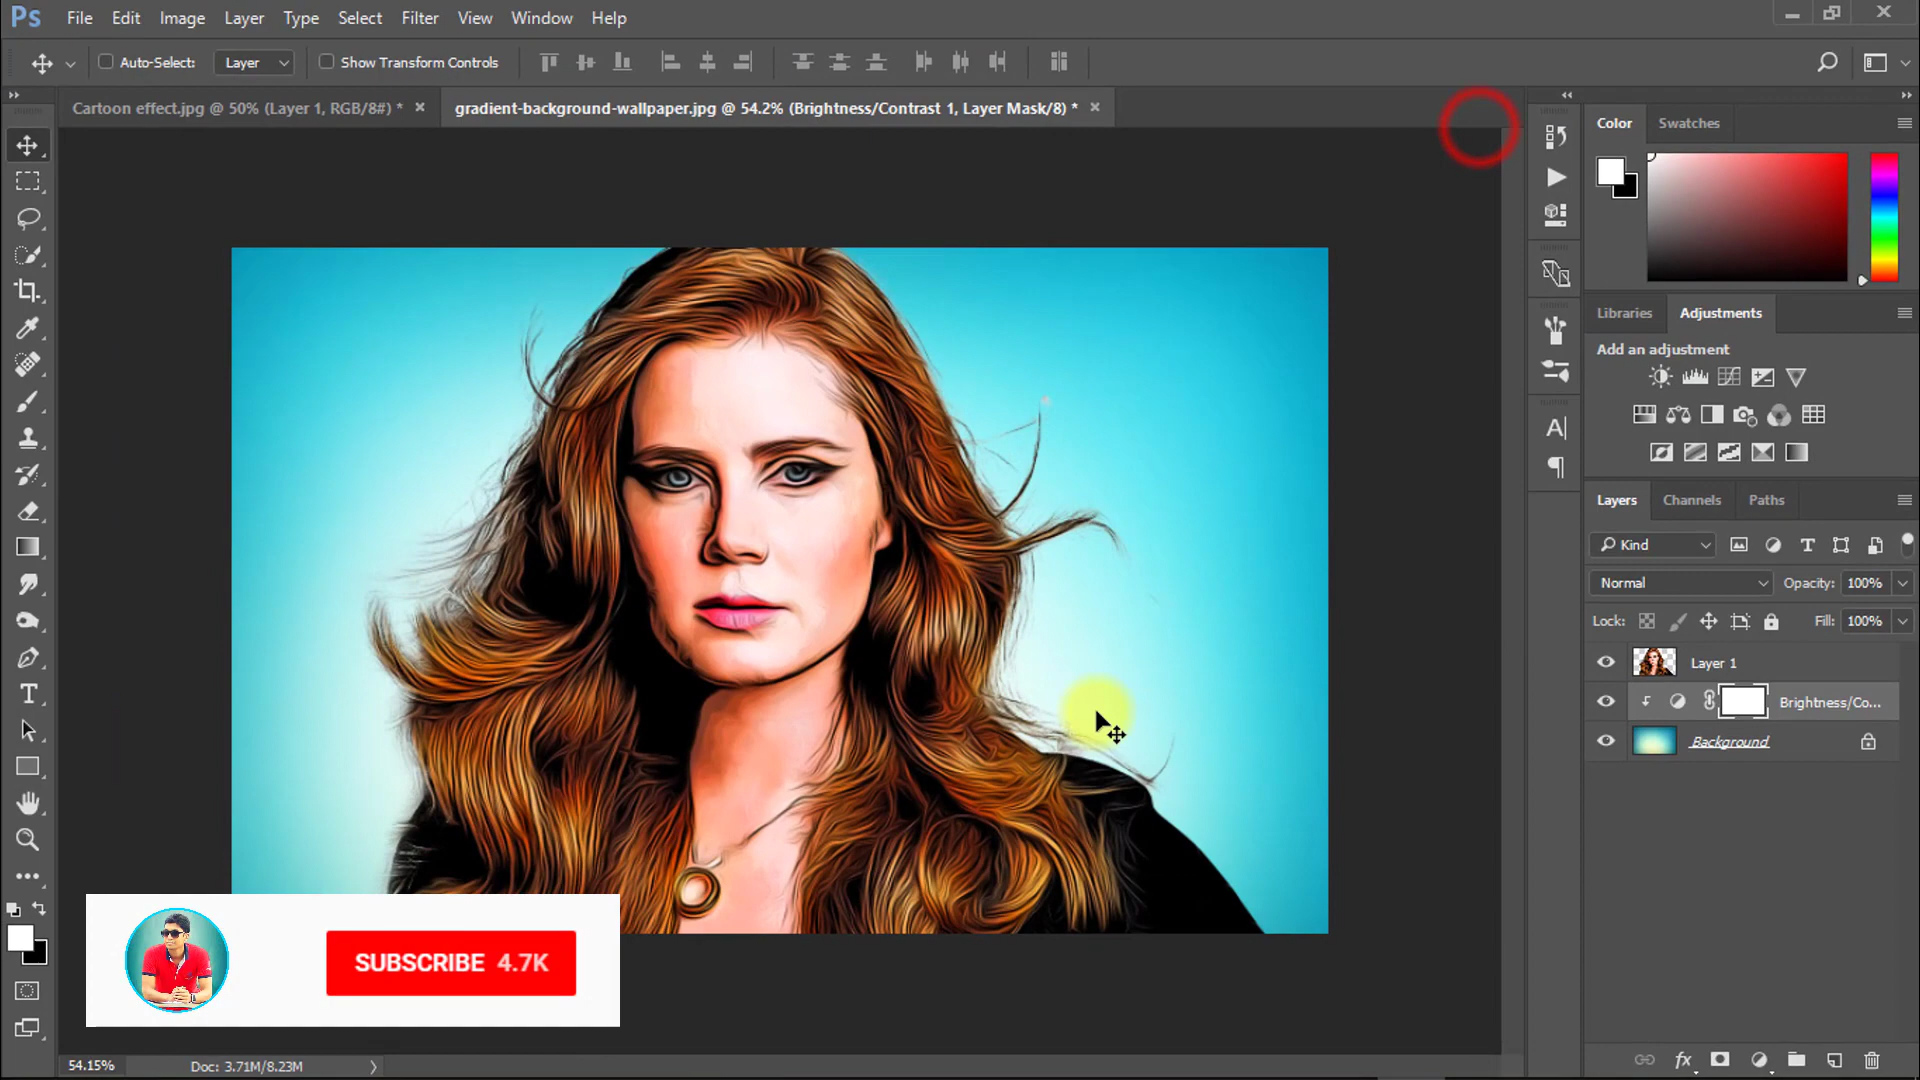 Ps File Edit Image Layer Type Select Filter View Window Help
Auto-Select: Layer Show Transform Controls
Cartoon effect.jpg @ 50% (Layer 1, RGB/8#) * ×
gradient-background-wallpaper.jpg @ 54.2% (Brightness/Contrast 1, Layer Mask/8) * ×
Color Swatches
Libraries Adjustments
Add an adjustment
Layers Channels Paths
Kind
Normal Opacity: 100%
Lock: Fill: 100%
Layer 1
Brightness/Co...
Background
fx
SUBSCRIBE 4.7K
54.15% Doc: 3.71M/8.23M